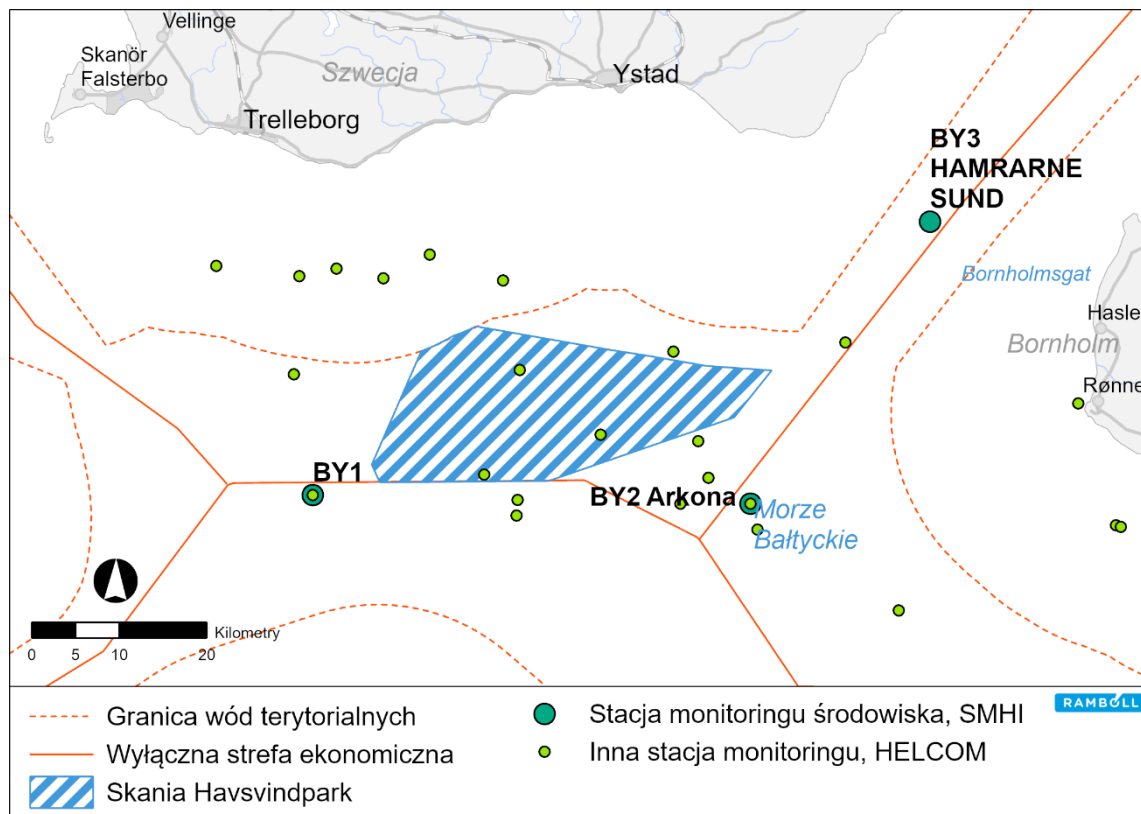 Vellinge
Skanör
Falsterbo
Szwecja
Ystad
Trelleborg
BY3
HAMRARNE
SUND
Bornholmsgat
Hasle
Bornholm
Rønne
BY1
BY2 Arkona
Morze
Bałtyckie
Kilometry
0 5 10 20
Granica wód terytorialnych
Wyłączna strefa ekonomiczna
Skania Havsvindpark
Stacja monitoringu środowiska, SMHI
Inna stacja monitoringu, HELCOM
RAMBOLL